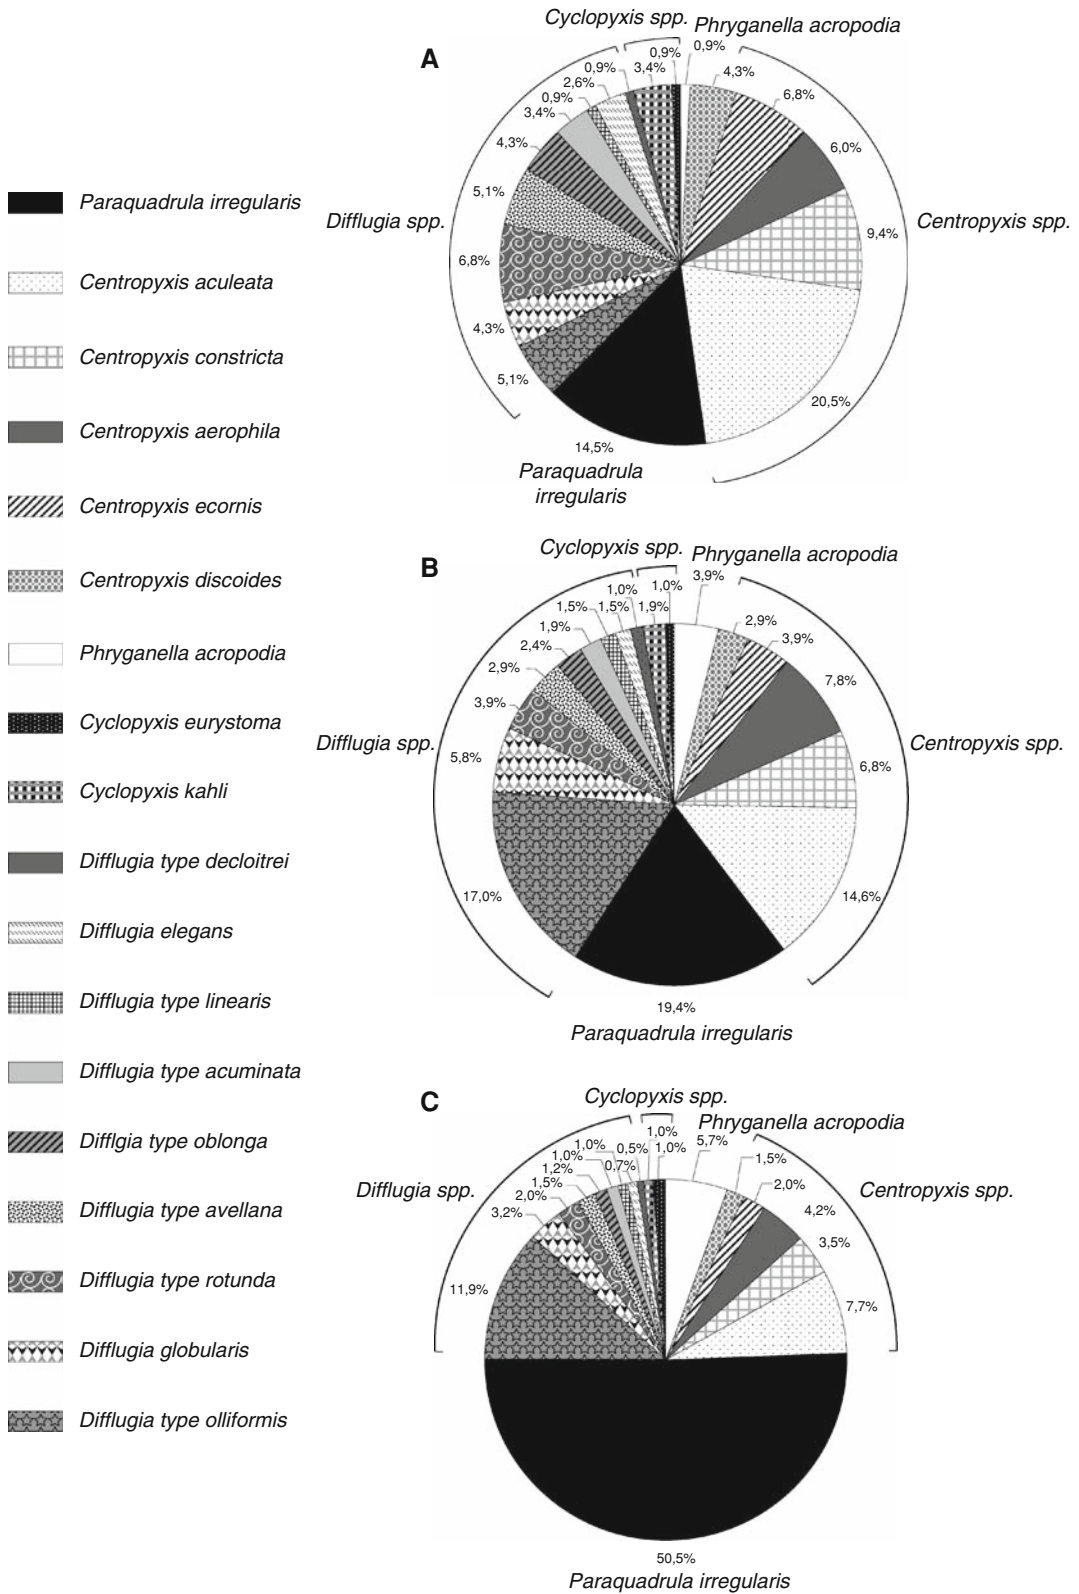 Paraquadrula irregularis
Centropyxis aculeata
Centropyxis constricta
Centropyxis aerophila
Centropyxis ecornis
Centropyxis discoides
Phryganella acropodia
Cyclopyxis eurystoma
Cyclopyxis kahli
Difflugia type decloitrei
Difflugia elegans
Difflugia type linearis
Difflugia type acuminata
Difflgia type oblonga
Difflugia type avellana
Difflugia type rotunda
Difflugia globularis
Difflugia type olliformis
A
Cyclopyxis spp.
Phryganella acropodia
0,9%
4,3%
6,8%
6,0%
9,4%
Centropyxis spp.
20,5%
14,5%
Paraquadrula
irregularis
5,1%
4,3%
6,8%
Difflugia spp.
5,1%
4,3%
3,4%
0,9%
2,6%
0,9%
3,4%
0,9%
B
Cyclopyxis spp.
Phryganella acropodia
3,9%
2,9%
3,9%
7,8%
Centropyxis spp.
6,8%
14,6%
19,4%
Paraquadrula irregularis
17,0%
5,8%
Difflugia spp.
3,9%
2,9%
2,4%
1,9%
1,5%
1,5%
1,0%
1,9%
1,0%
C
Cyclopyxis spp.
Phryganella acropodia
5,7%
1,5%
2,0%
Centropyxis spp.
4,2%
3,5%
7,7%
50,5%
Paraquadrula irregularis
11,9%
3,2%
Difflugia spp.
2,0%
1,5%
1,2%
1,0%
1,0%
0,7%
0,5%
1,0%
1,0%